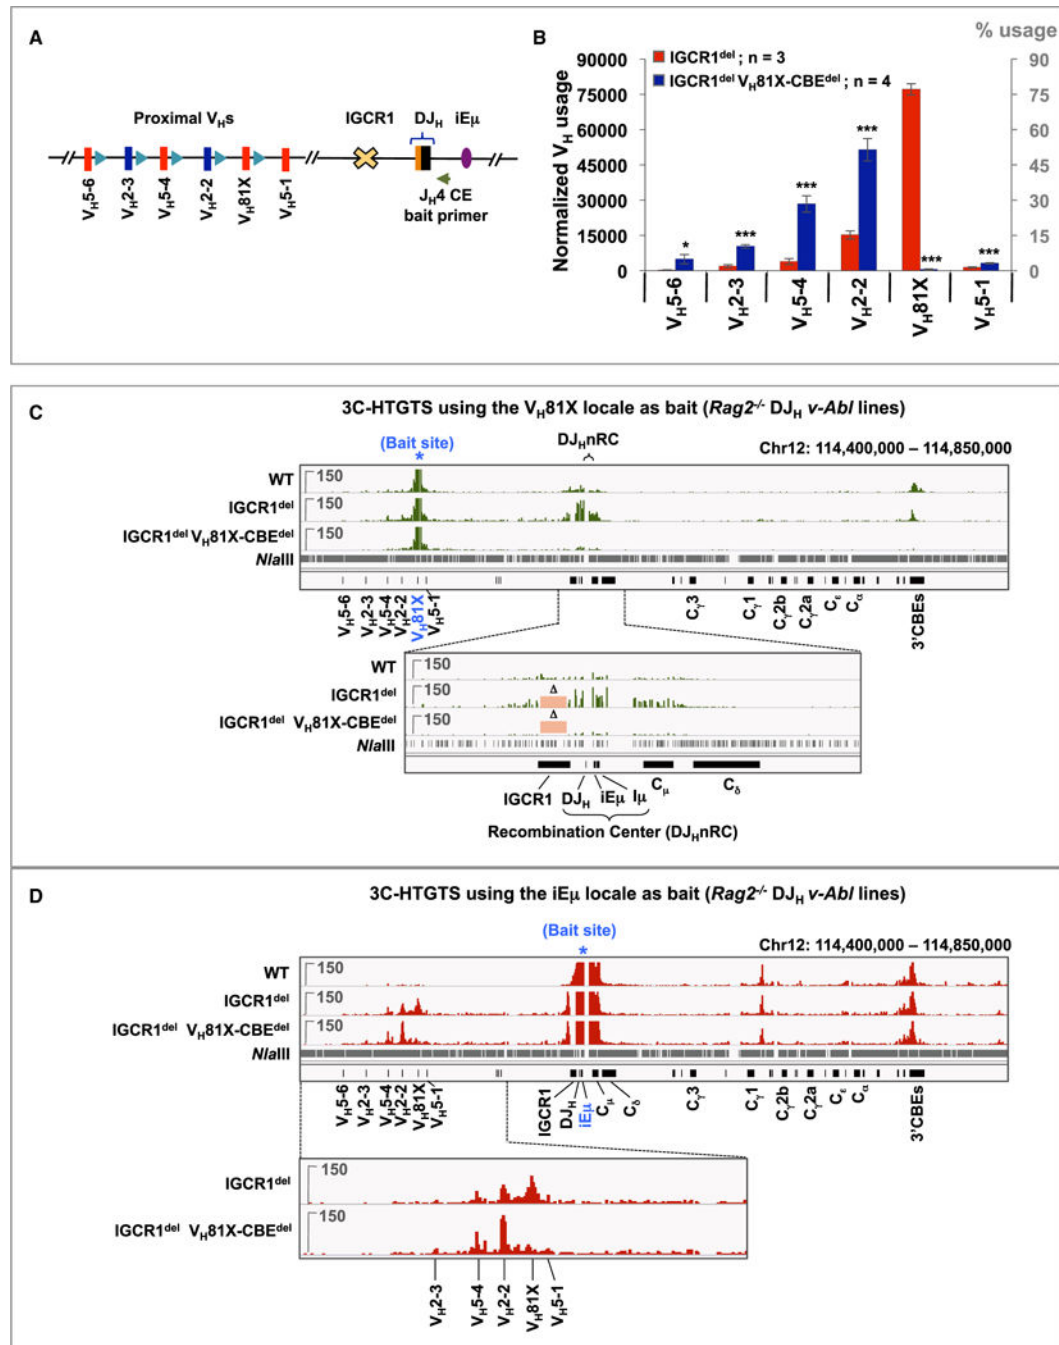 A
Proximal VHs
IGCR1
DJH
iEμ
VH5-6
VH2-3
VH5-4
VH2-2
VH81X
VH5-1
JH4 CE
bait primer
B
% usage
IGCR1del ; n = 3
IGCR1del VH81X-CBEdel ; n = 4
Normalized VH usage
90000
75000
60000
45000
30000
15000
0
90
75
60
45
30
15
0
*
***
***
***
***
***
VH5-6
VH2-3
VH5-4
VH2-2
VH81X
VH5-1
C
3C-HTGTS using the VH81X locale as bait (Rag2-/- DJH v-Abl lines)
(Bait site)
*
DJHnRC
Chr12: 114,400,000 – 114,850,000
WT
150
IGCR1del
150
IGCR1del VH81X-CBEdel
150
NlaIII
VH5-6
VH2-3
VH5-4
VH2-2
VH81X
VH5-1
Cγ3
Cγ1
Cγ2b
Cγ2a
Cε
Cα
3'CBEs
WT
150
IGCR1del
150
Δ
IGCR1del VH81X-CBEdel
150
Δ
NlaIII
IGCR1
DJH
iEμ
Iμ
Cμ
Cδ
Recombination Center (DJHnRC)
D
3C-HTGTS using the iEμ locale as bait (Rag2-/- DJH v-Abl lines)
(Bait site)
*
Chr12: 114,400,000 – 114,850,000
WT
150
IGCR1del
150
IGCR1del VH81X-CBEdel
150
NlaIII
VH5-6
VH2-3
VH5-4
VH2-2
VH81X
VH5-1
IGCR1
DJH
iEμ
Cμ
Cδ
Cγ3
Cγ1
Cγ2b
Cγ2a
Cε
Cα
3'CBEs
IGCR1del
150
IGCR1del VH81X-CBEdel
150
VH2-3
VH5-4
VH2-2
VH81X
VH5-1